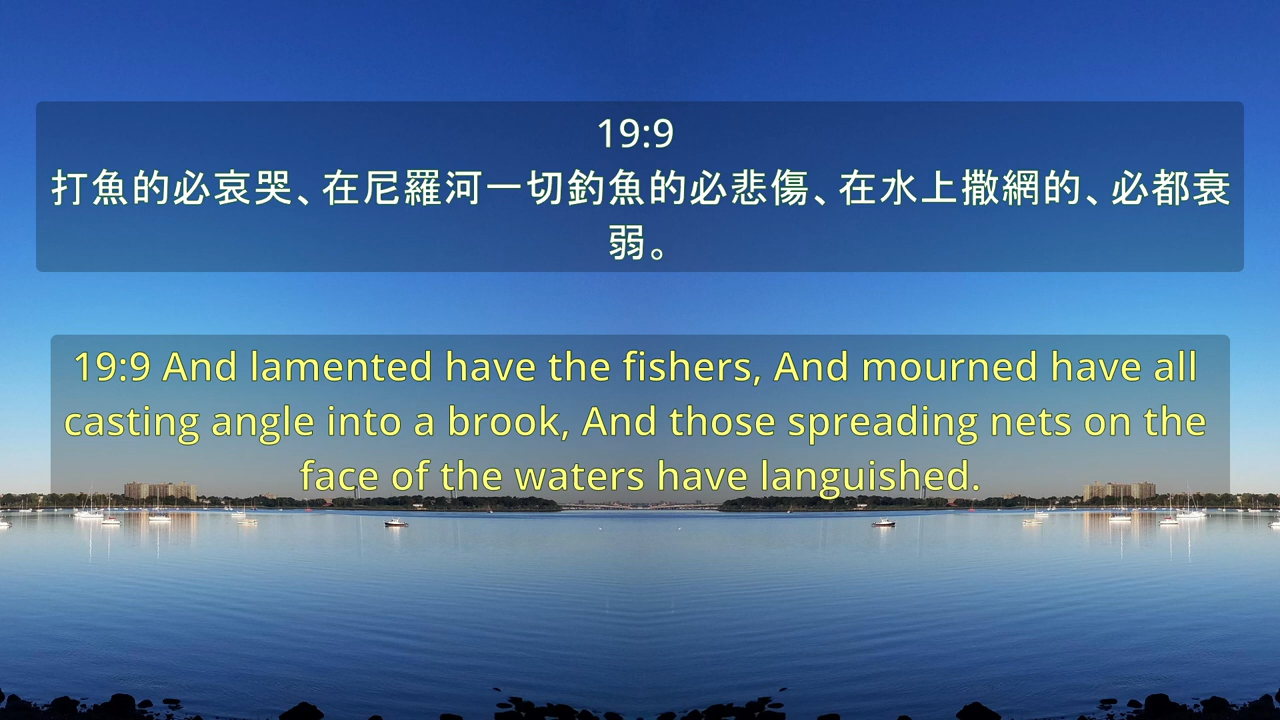 19:9
打魚的必哀哭、在尼羅河一切釣魚的必悲傷、在水上撒網的、必都衰
弱。
19:9 And lamented have the fishers, And mourned have all
casting angle into a brook, And those spreading nets on the
face of the waters have languished.